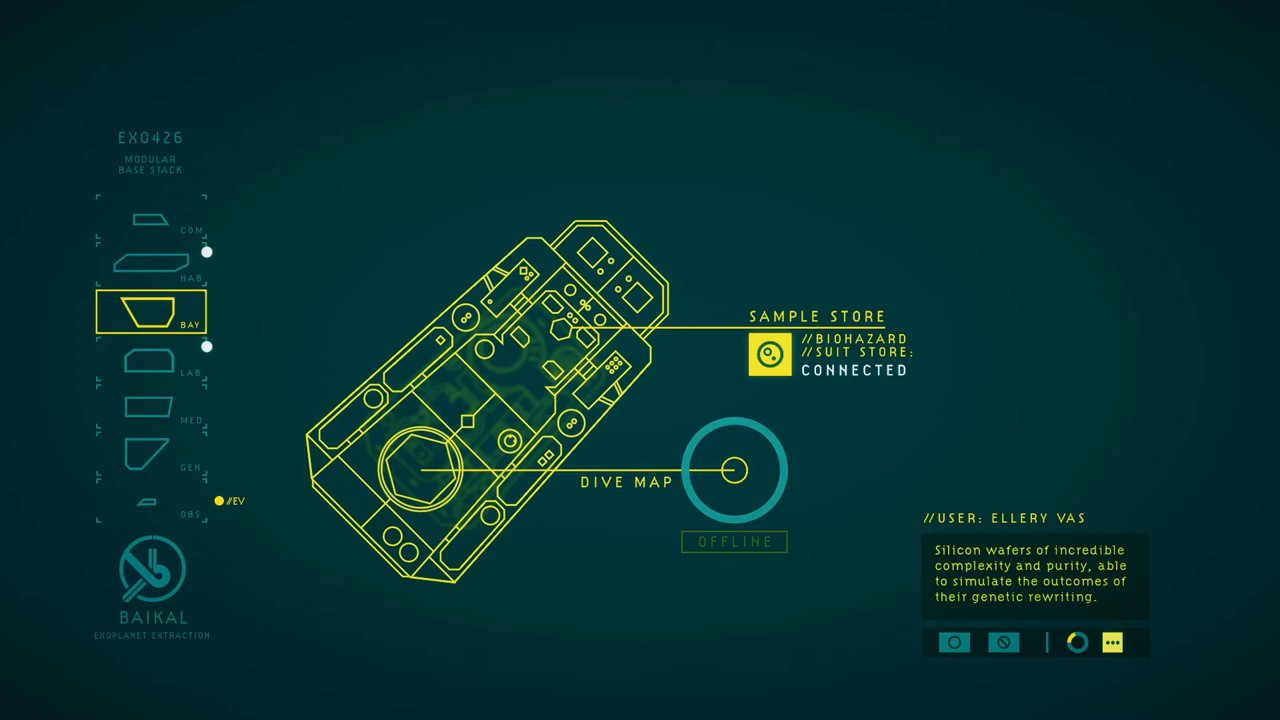 EXO426
MODULAR
BASE STACK
COM
HAB
BAY
LAB
MED
GEN
OBS
//EV
BAIKAL
EXOPLANET EXTRACTION
SAMPLE STORE
//BIOHAZARD
//SUIT STORE:
CONNECTED
DIVE MAP
OFFLINE
//USER: ELLERY VAS
Silicon wafers of incredible
complexity and purity, able
to simulate the outcomes of
their genetic rewriting.